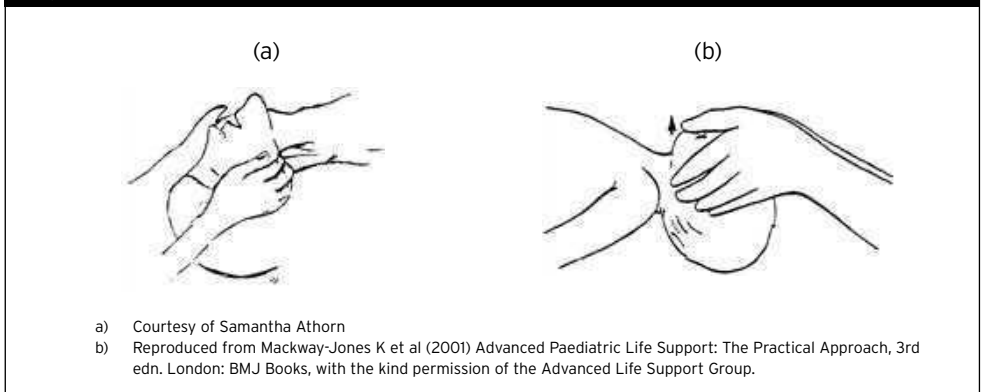 (a) (b)
a) Courtesy of Samantha Athorn
b) Reproduced from Mackway-Jones K et al (2001) Advanced Paediatric Life Support: The Practical Approach, 3rd
edn. London: BMJ Books, with the kind permission of the Advanced Life Support Group.